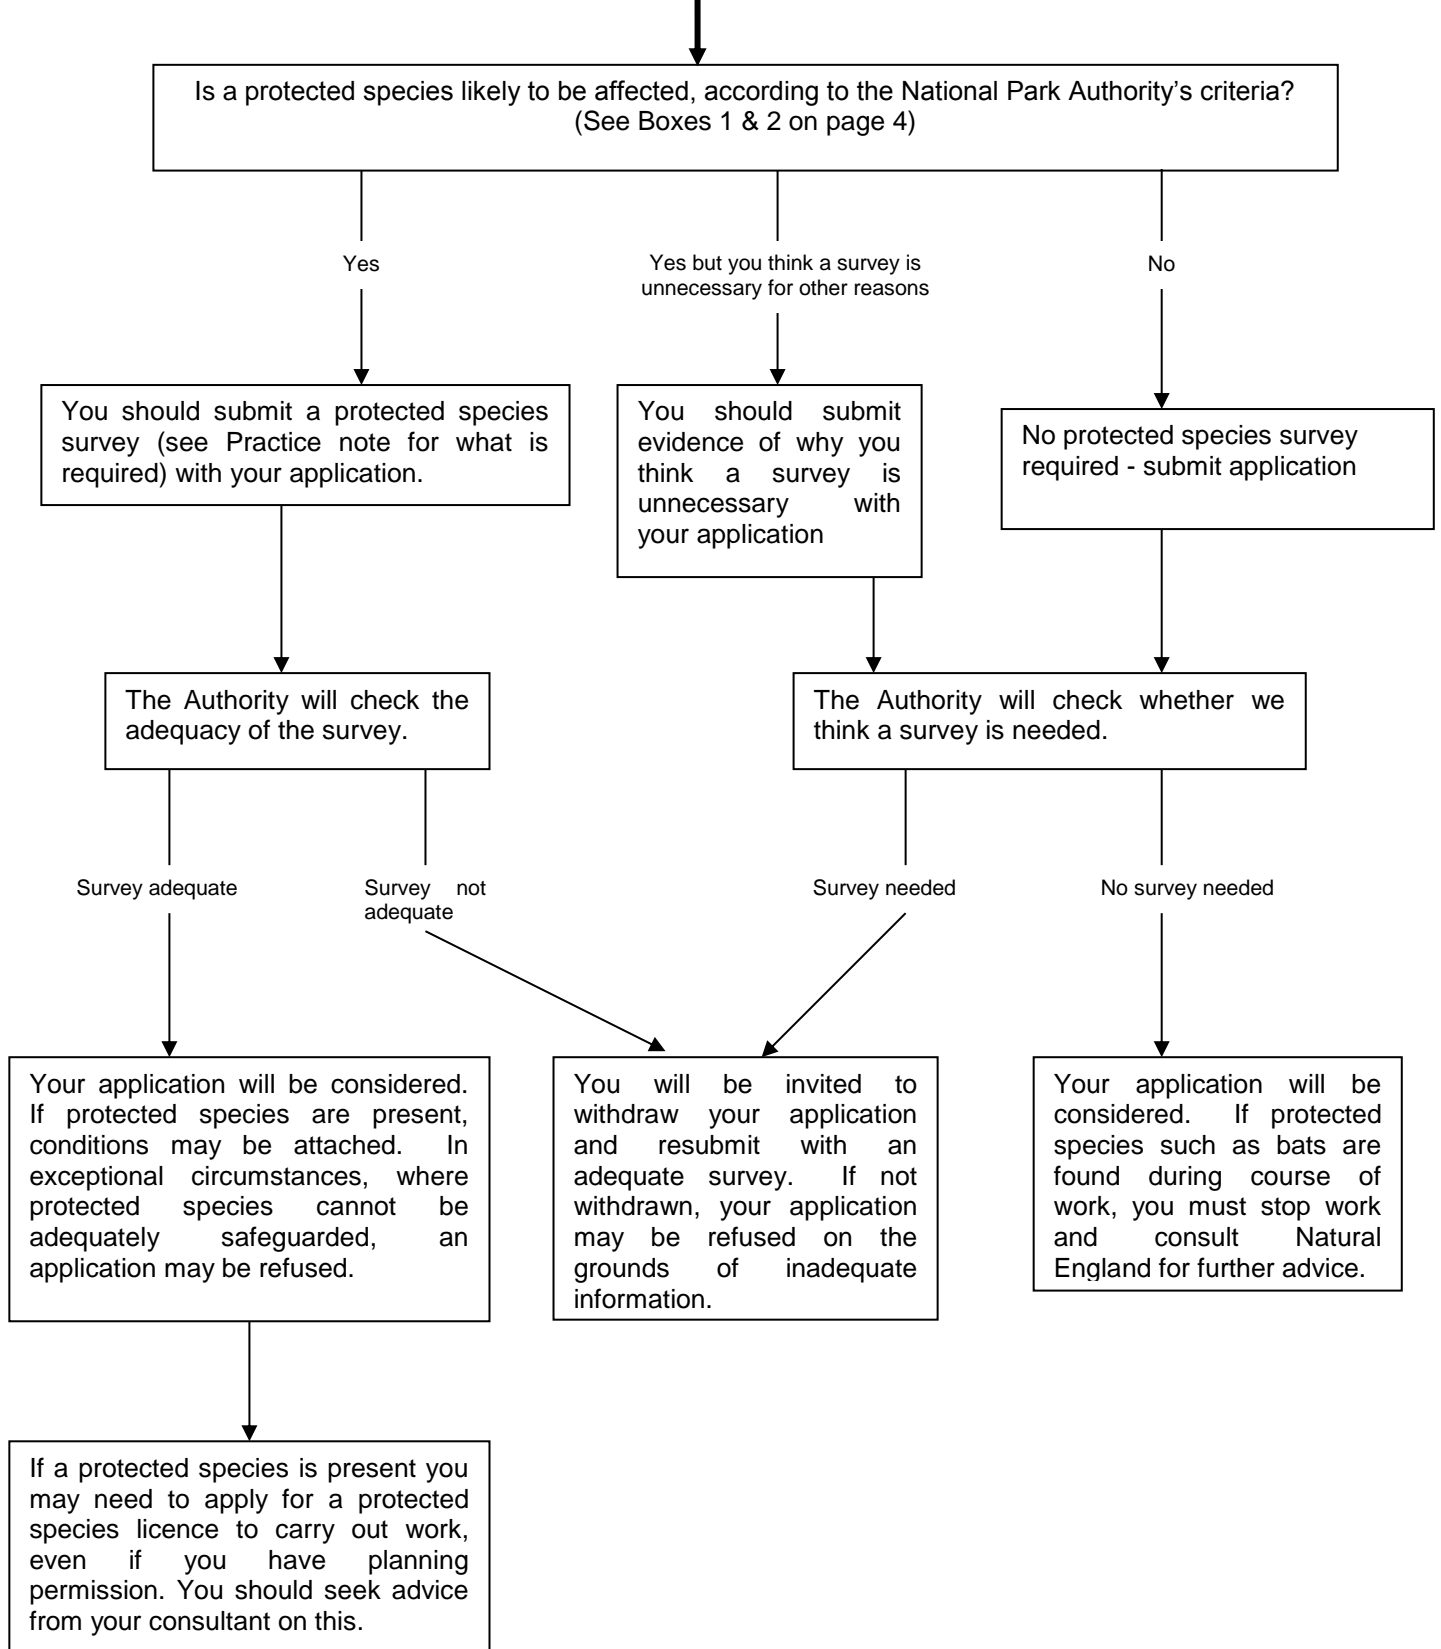 Is a protected species likely to be affected, according to the National Park Authority’s criteria?
(See Boxes 1 & 2 on page 4)
Yes
Yes but you think a survey is
unnecessary for other reasons
No
You should submit a protected species
survey (see Practice note for what is
required) with your application.
You should submit
evidence of why you
think a survey is
unnecessary with
your application
No protected species survey
required - submit application
The Authority will check the
adequacy of the survey.
The Authority will check whether we
think a survey is needed.
Survey adequate
Survey not
adequate
Survey needed
No survey needed
Your application will be considered.
If protected species are present,
conditions may be attached. In
exceptional circumstances, where
protected species cannot be
adequately safeguarded, an
application may be refused.
You will be invited to
withdraw your application
and resubmit with an
adequate survey. If not
withdrawn, your application
may be refused on the
grounds of inadequate
information.
Your application will be
considered. If protected
species such as bats are
found during course of
work, you must stop work
and consult Natural
England for further advice.
If a protected species is present you
may need to apply for a protected
species licence to carry out work,
even if you have planning
permission. You should seek advice
from your consultant on this.